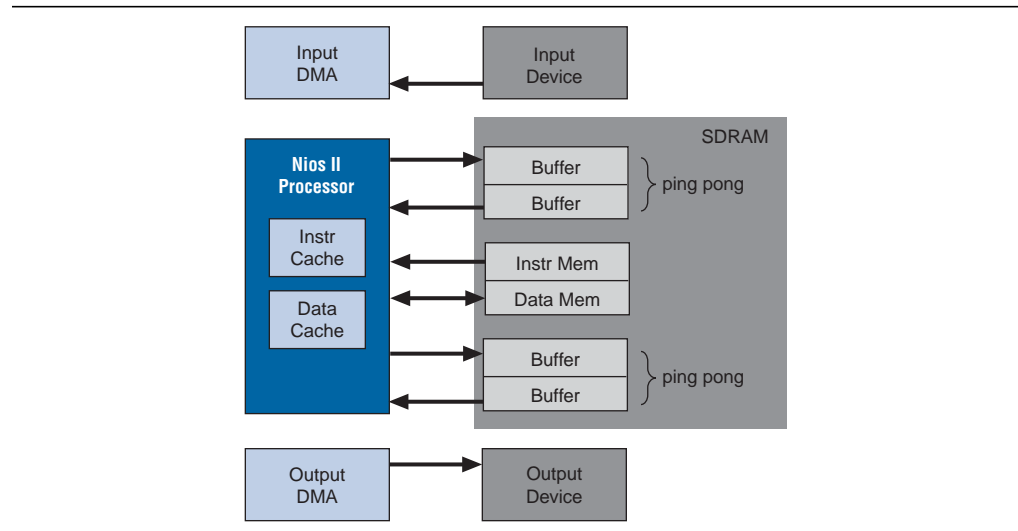 Input
DMA
Input
Device
SDRAM
Nios II
Processor
Buffer
Buffer
ping pong
Instr
Cache
Instr Mem
Data Mem
Data
Cache
Buffer
Buffer
ping pong
Output
DMA
Output
Device